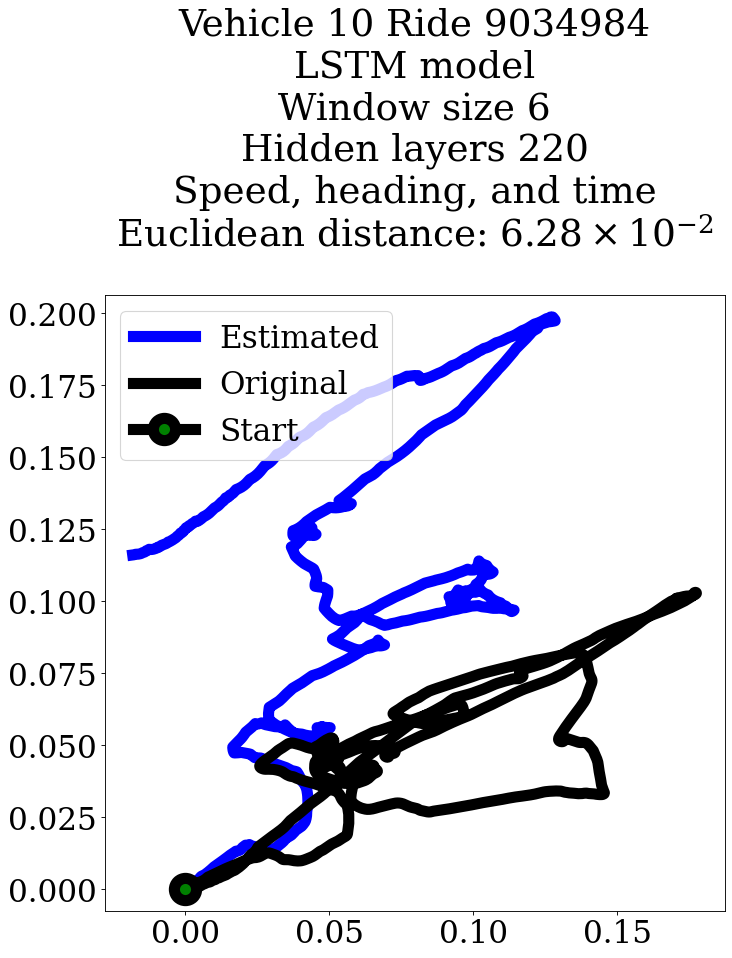 Vehicle 10 Ride 9034984
LSTM model
Window size 6
Hidden layers 220
Speed, heading, and time
Euclidean distance: 6.28 × 10⁻²
0.200
0.175
0.150
0.125
0.100
0.075
0.050
0.025
0.000
Estimated
Original
Start
0.00 0.05 0.10 0.15